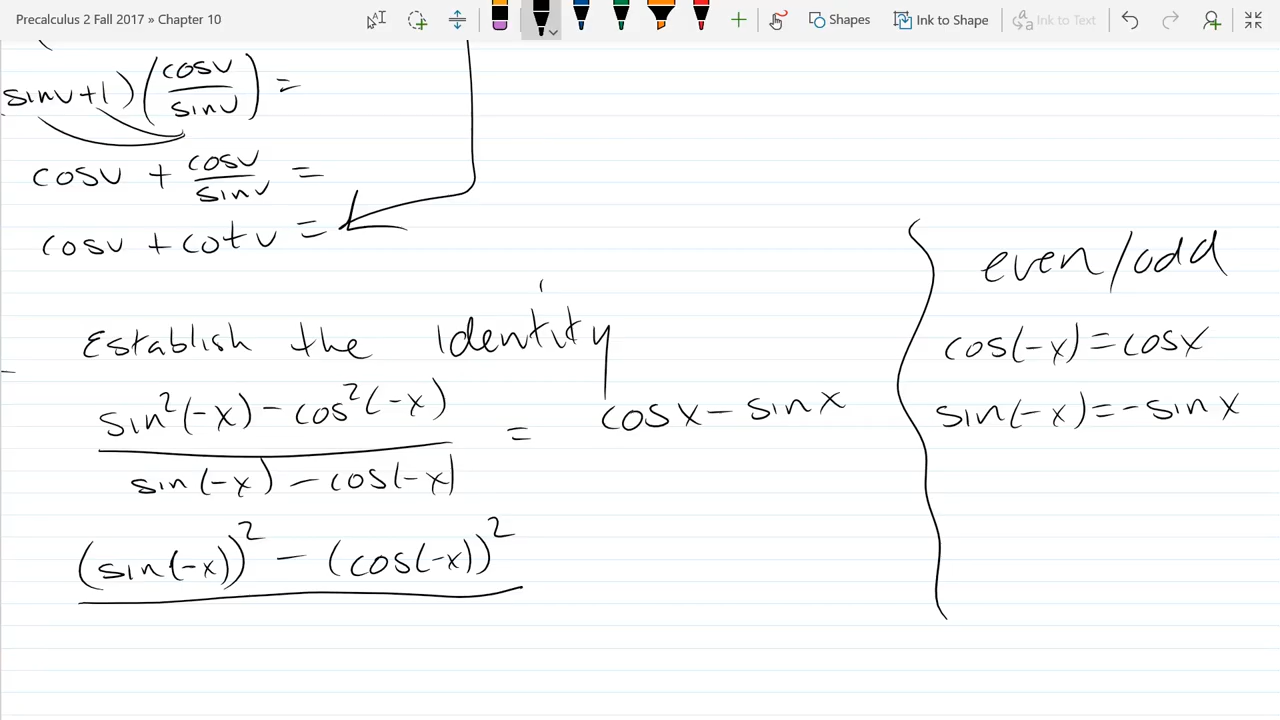 Precalculus 2 Fall 2017 » Chapter 10
Shapes
Ink to Shape
Ink to Text
sinv+1)(cosv/sinv) =
cosv + cosv/sinv =
cosv + cotv =
Establish the identity
sin²(-x) - cos²(-x) / sin(-x) - cos(-x) = cosx - sinx
(sin(-x))² - (cos(-x))²
even/odd
cos(-x)=cosx
sin(-x)=-sinx